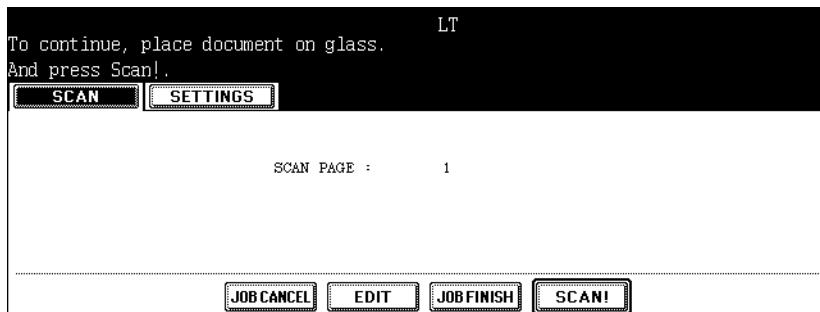 LT
To continue, place document on glass.
And press Scan!.
SCAN SETTINGS
SCAN PAGE : 1
JOB CANCEL EDIT JOB FINISH SCAN!